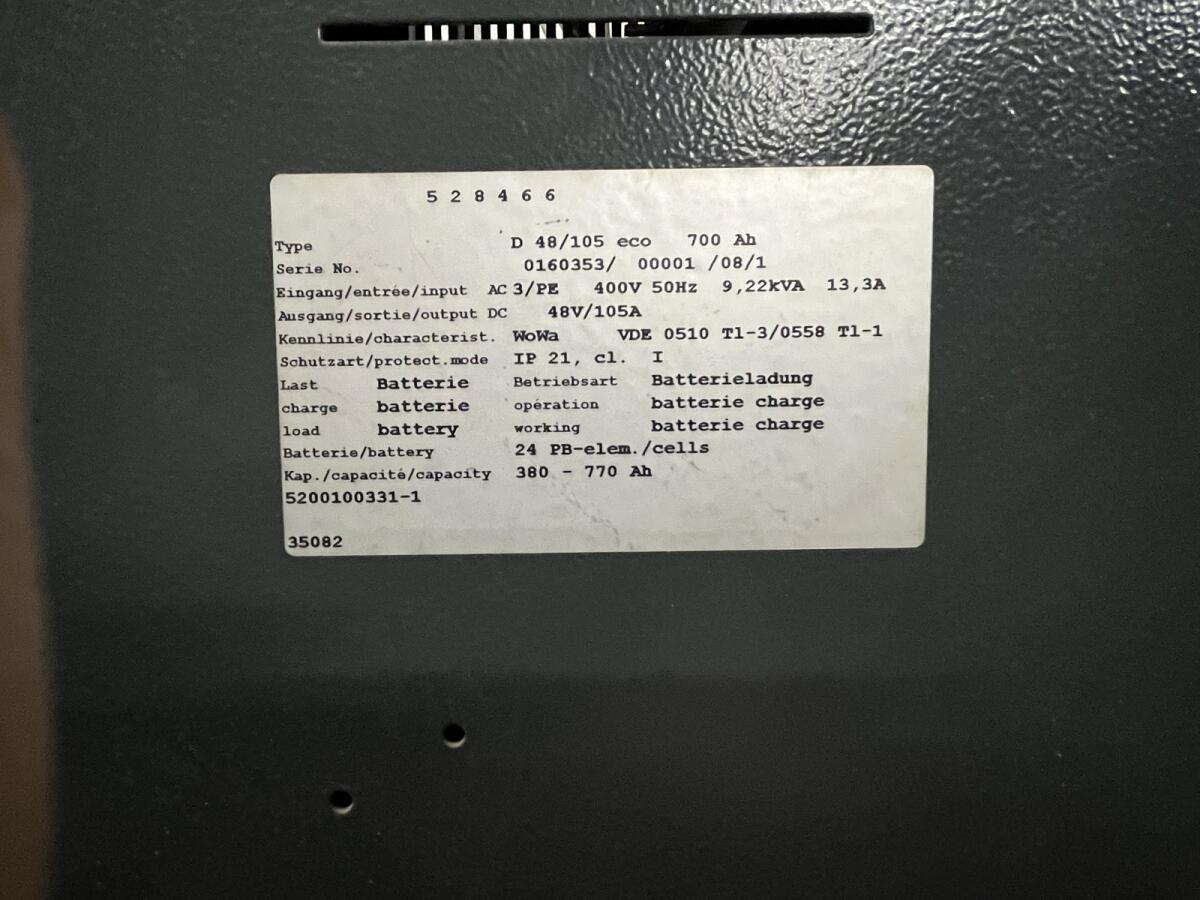 5 2 8 4 6 6
Type D 48/105 eco 700 Ah
Serie No. 0160353/ 00001 /08/1
Eingang/entrée/input AC 3/PE 400V 50Hz 9,22kVA 13,3A
Ausgang/sortie/output DC 48V/105A
Kennlinie/characterist. WoWa VDE 0510 Tl-3/0558 Tl-1
Schutzart/protect.mode IP 21, cl. I
Last Batterie Betriebsart Batterieladung
charge batterie opération batterie charge
load battery working batterie charge
Batterie/battery 24 PB-elem./cells
Kap./capacité/capacity 380 - 770 Ah
5200100331-1
35082